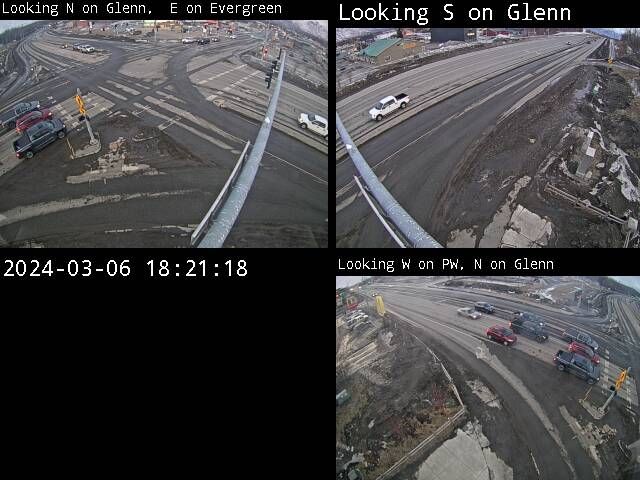 Looking N on Glenn,  E on Evergreen
Looking S on Glenn
2024-03-06 18:21:18
Looking W on PW, N on Glenn